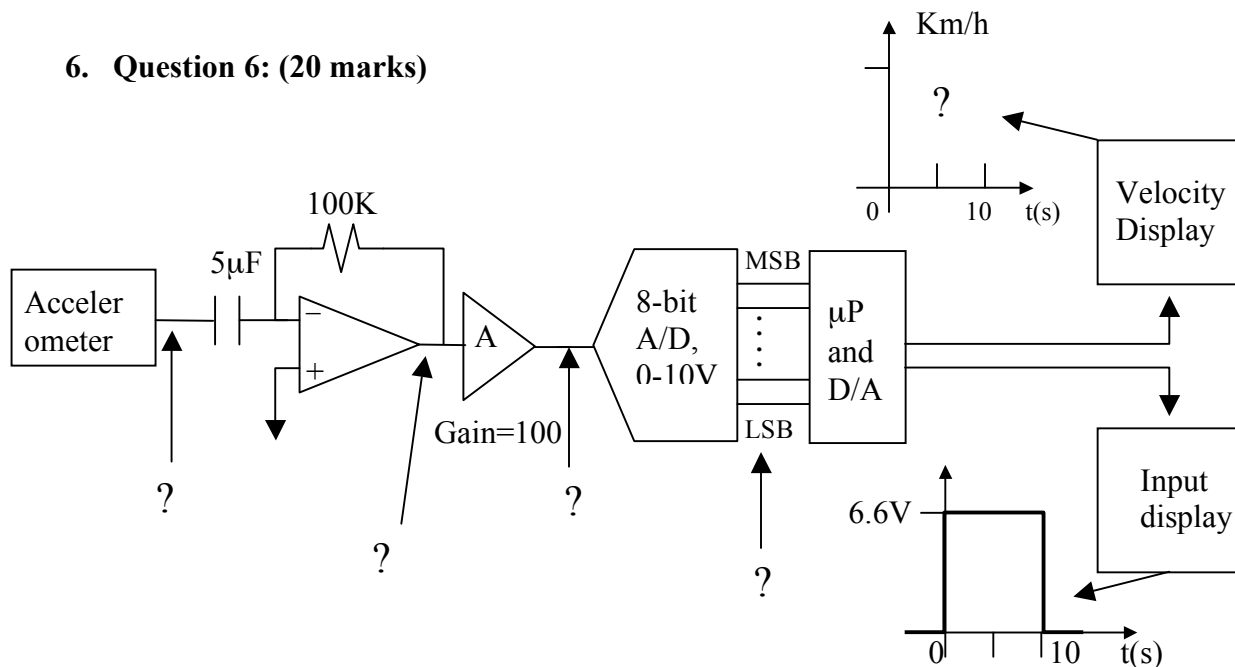 Km/h
6. Question 6: (20 marks)
?
0
10
t(s)
Velocity
Display
100K
5μF
Acceler
ometer
−
+
A
Gain=100
8-bit
A/D,
0-10V
MSB
LSB
μP
and
D/A
?
?
?
?
Input
display
6.6V
0
10
t(s)